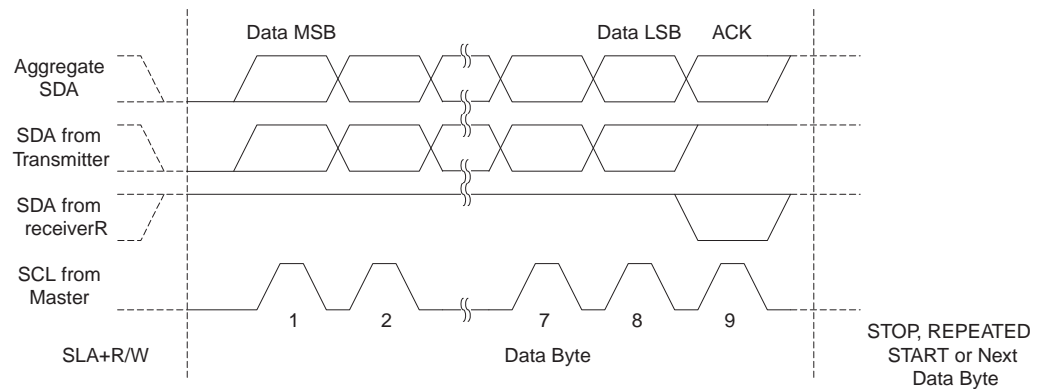 Data MSB
Data LSB
ACK
Aggregate
SDA
SDA from
Transmitter
SDA from
receiverR
SCL from
Master
1
2
7
8
9
SLA+R/W
Data Byte
STOP, REPEATED
START or Next
Data Byte